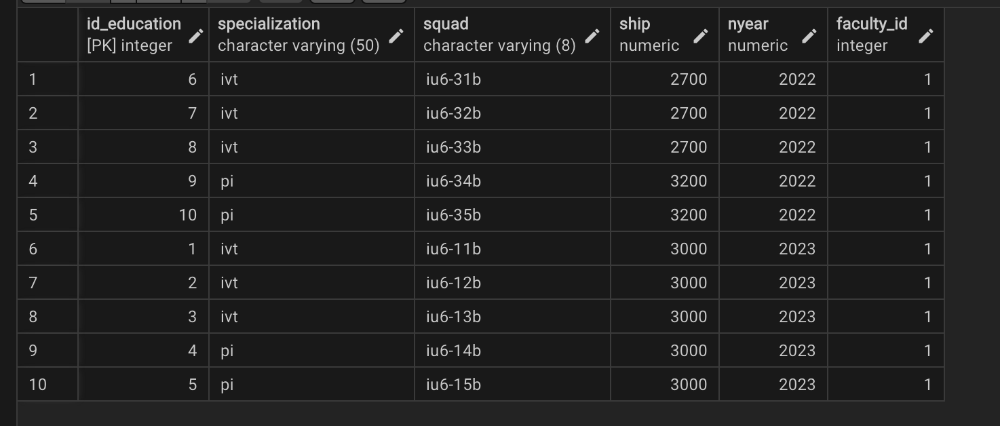 id_education specialization squad ship nyear faculty_id
[PK] integer character varying (50) character varying (8) numeric numeric integer
1 6 ivt iu6-31b 2700 2022 1
2 7 ivt iu6-32b 2700 2022 1
3 8 ivt iu6-33b 2700 2022 1
4 9 pi iu6-34b 3200 2022 1
5 10 pi iu6-35b 3200 2022 1
6 1 ivt iu6-11b 3000 2023 1
7 2 ivt iu6-12b 3000 2023 1
8 3 ivt iu6-13b 3000 2023 1
9 4 pi iu6-14b 3000 2023 1
10 5 pi iu6-15b 3000 2023 1